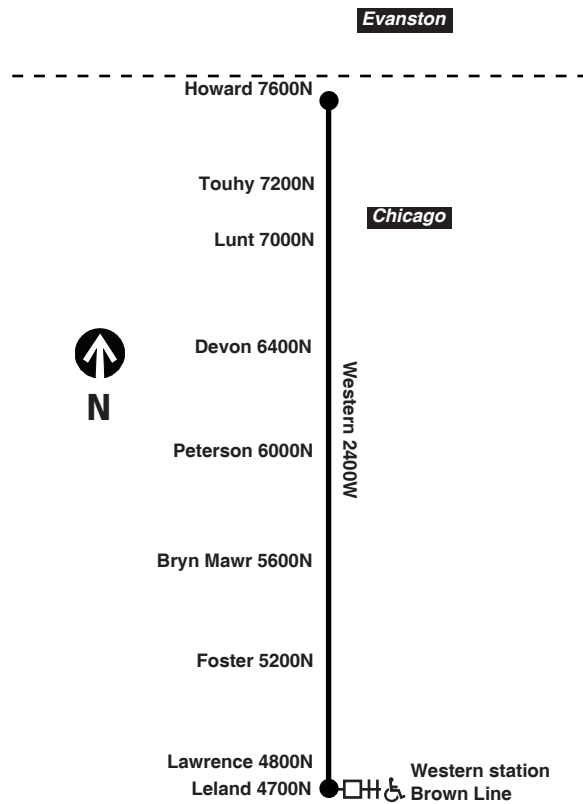 Evanston
Howard 7600N
Touhy 7200N
Chicago
Lunt 7000N
Devon 6400N
Western 2400W
N
Peterson 6000N
Bryn Mawr 5600N
Foster 5200N
Lawrence 4800N
Leland 4700N
Western station
Brown Line